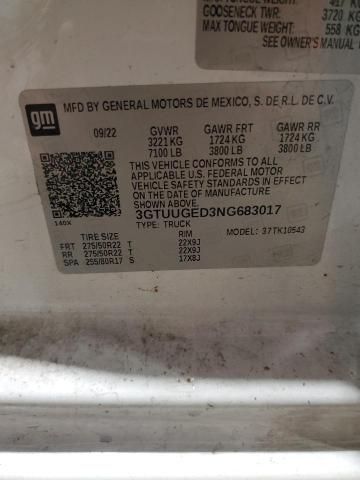 GOOSENECK TWR:
3720 KG
MAX TONGUE TWR:
558 KG
SEE OWNER'S MANUAL
gm
MFD BY GENERAL MOTORS DE MEXICO, S. DE R.L. DE C.V.
09/22 GVWR GAWR FRT GAWR RR
3221 KG 1724 KG 1724 KG
7100 LB 3800 LB 3800 LB
THIS VEHICLE CONFORMS TO ALL
APPLICABLE U.S. FEDERAL
VEHICLE SAFETY
STANDARDS IN EFFECT ON THE
DATE OF MANUFACTURE
SHOWN ABOVE.
140X
3GTUUGED3NG683017
TYPE: TRUCK MODEL: 37TK10543
TIRE SIZE RIM
FRT 275/50R22 T 22X9J
RR 275/50R22 T 22X9J
SPA 255/80R17 S 17X8J